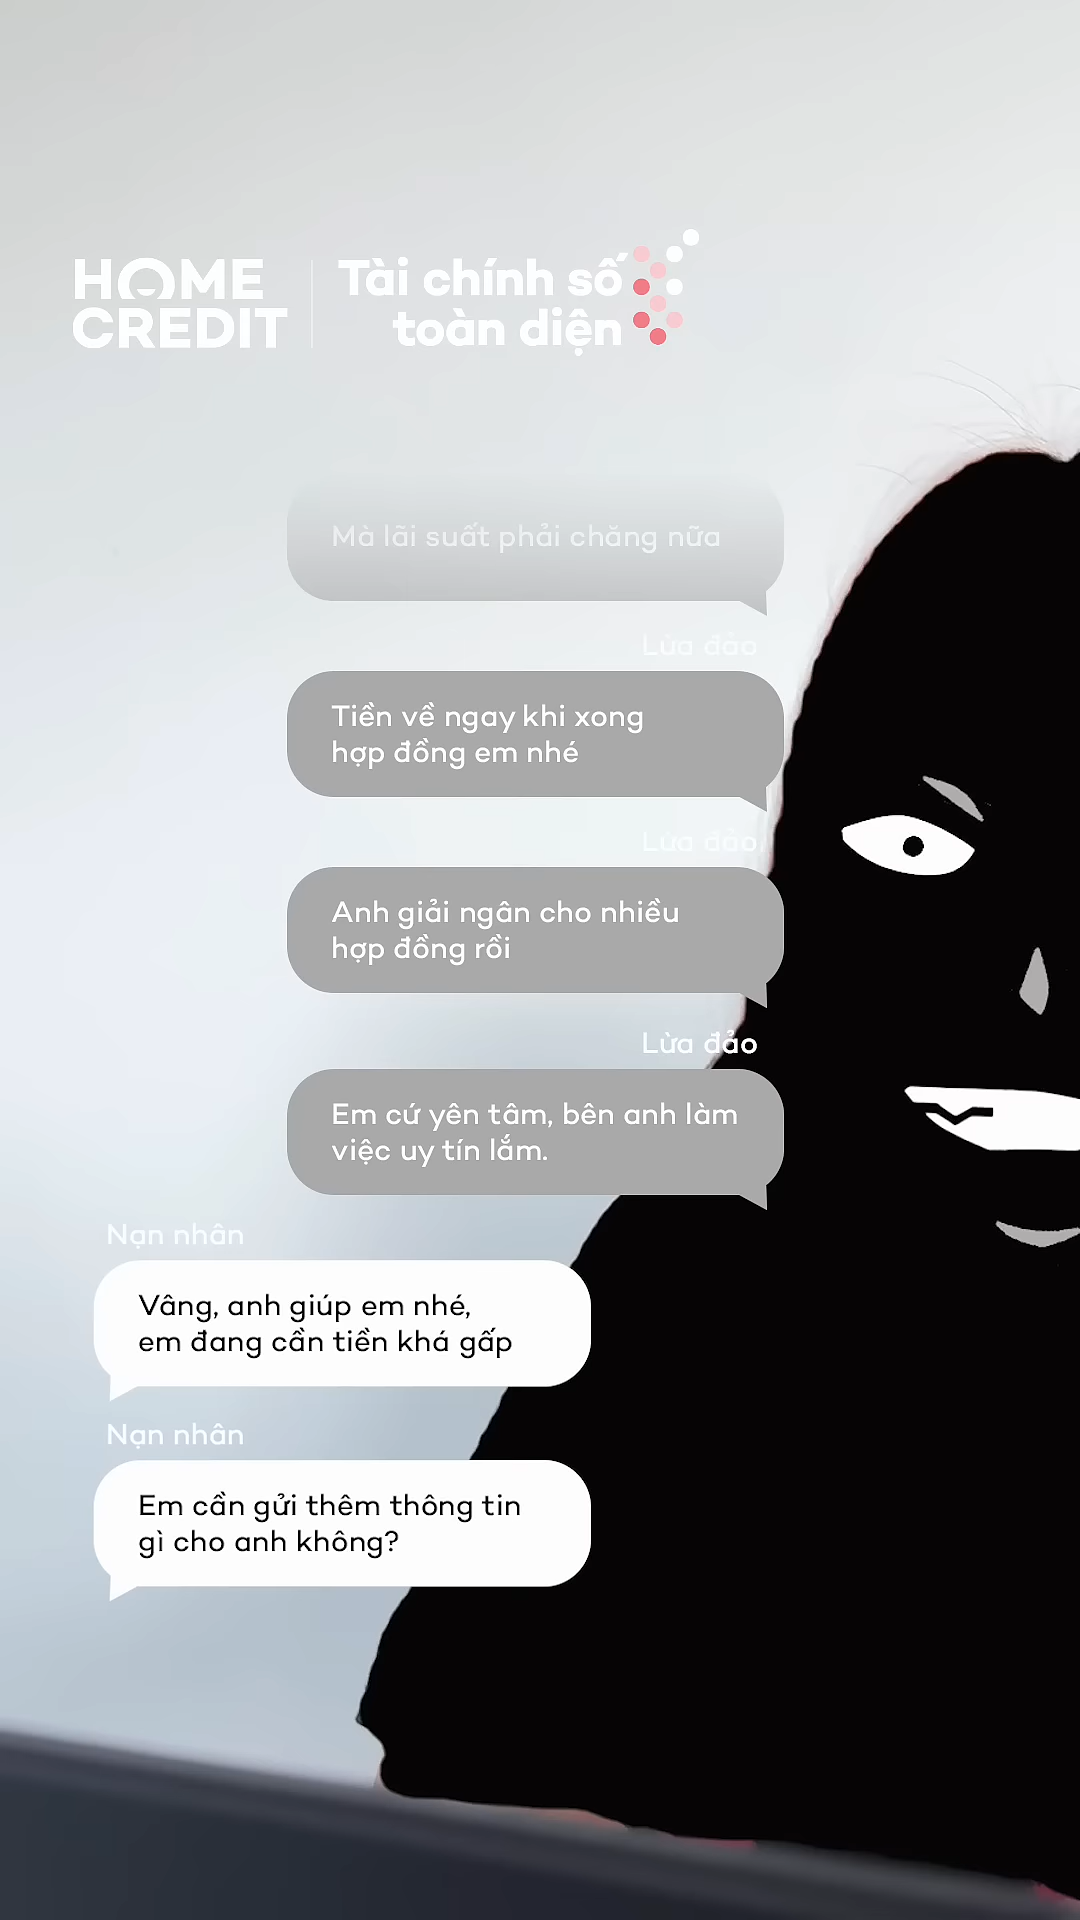 HOME
CREDIT
Tài chính số
toàn diện
Mà lãi suất phải chăng nữa
Lừa đảo
Tiền về ngay khi xong
hợp đồng em nhé
Lừa đảo
Anh giải ngân cho nhiều
hợp đồng rồi
Lừa đảo
Em cứ yên tâm, bên anh làm
việc uy tín lắm.
Nạn nhân
Vâng, anh giúp em nhé,
em đang cần tiền khá gấp
Nạn nhân
Em cần gửi thêm thông tin
gì cho anh không?